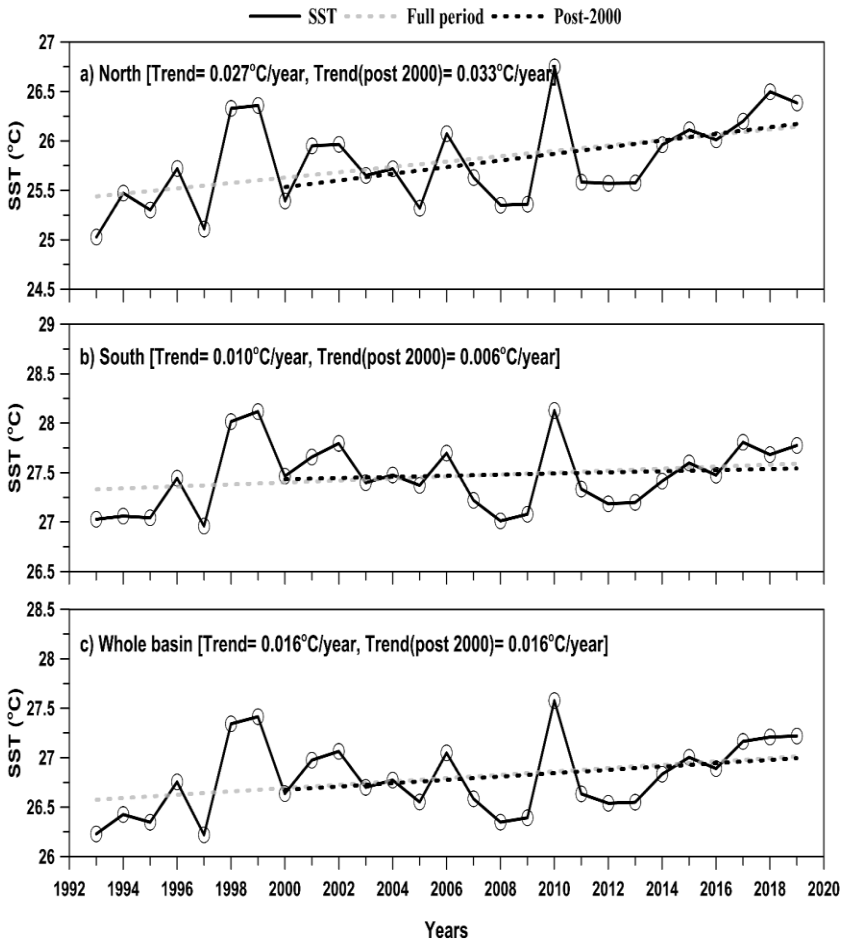 SST Full period Post-2000
27
26.5
26
25.5
25
24.5
SST (°C)
a) North [Trend= 0.027°C/year, Trend(post 2000)= 0.033°C/year]
29
28.5
28
27.5
27
26.5
SST (°C)
b) South [Trend= 0.010°C/year, Trend(post 2000)= 0.006°C/year]
28.5
28
27.5
27
26.5
26
SST (°C)
c) Whole basin [Trend= 0.016°C/year, Trend(post 2000)= 0.016°C/year]
1992 1994 1996 1998 2000 2002 2004 2006 2008 2010 2012 2014 2016 2018 2020
Years